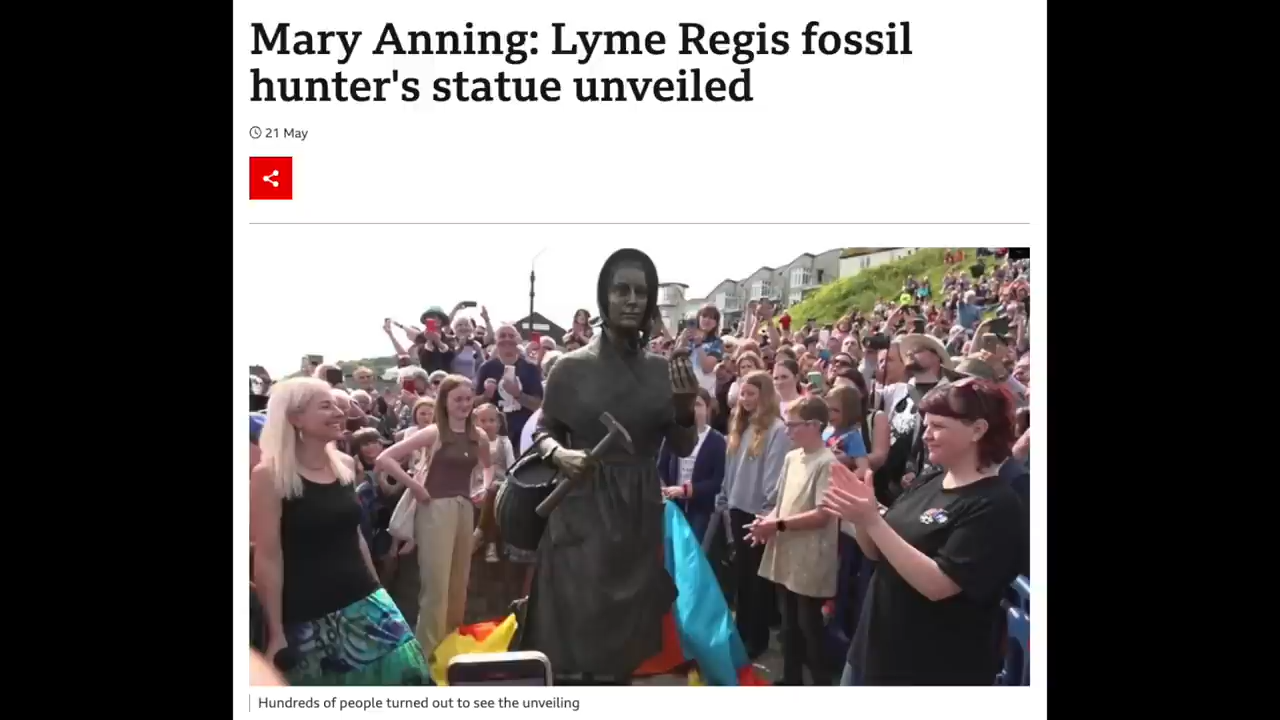 Mary Anning: Lyme Regis fossil
hunter's statue unveiled
21 May
Hundreds of people turned out to see the unveiling